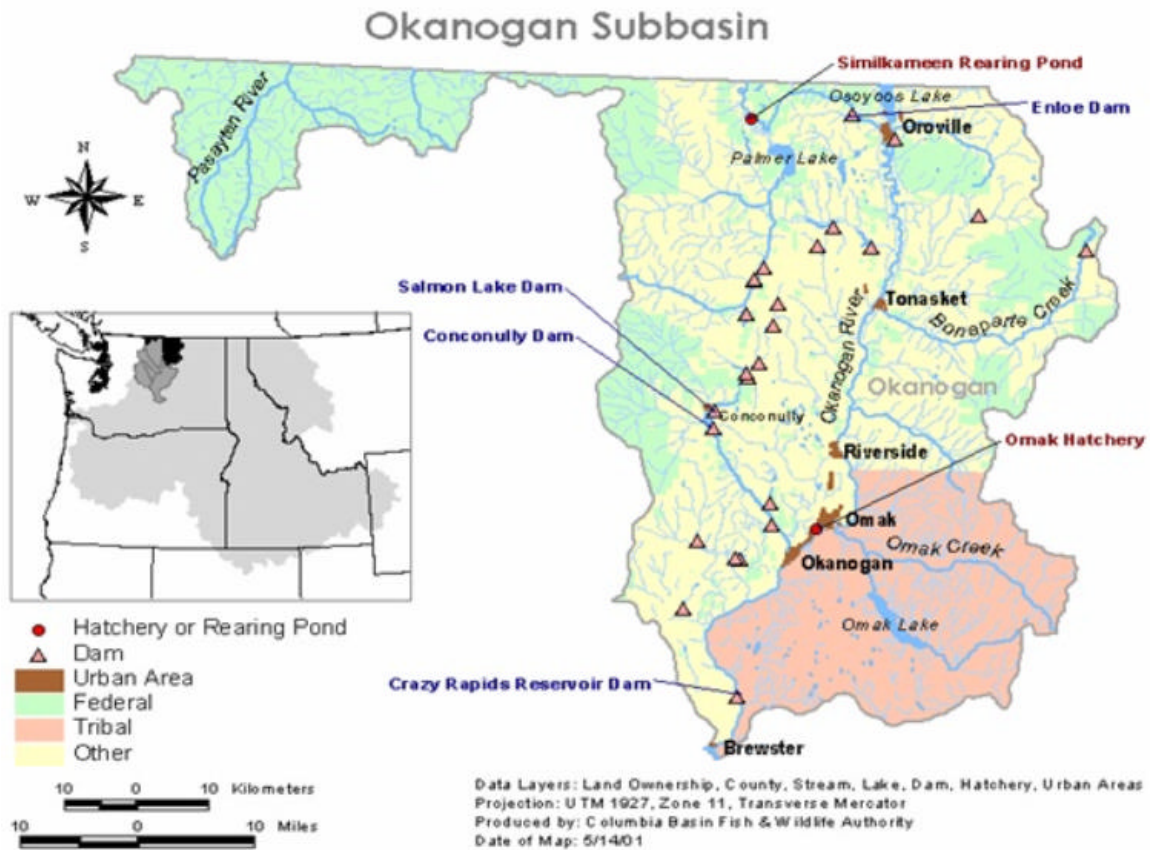 Okanogan Subbasin
Similkameen Rearing Pond
Osoyoos Lake
Enloe Dam
Oroville
Pasayten River
Palmer Lake
N
W E
S
Salmon Lake Dam
Tonasket
Bonaparte Creek
Conconully Dam
Okanogan River
Okanogan
Conconully
Riverside
Omak Hatchery
Omak
Omak Creek
Okanogan
Omak Lake
Hatchery or Rearing Pond
Dam
Urban Area
Federal
Tribal
Other
Crazy Rapids Reservoir Dam
Brewster
10 0 10 Kilometers
10 0 10 Miles
Data Layers: Land Ownership, County, Stream, Lake, Dam, Hatchery, Urban Areas
Projection: UTM 1927, Zone 11, Transverse Mercator
Produced by: Columbia Basin Fish & Wildlife Authority
Date of Map: 5/14/01